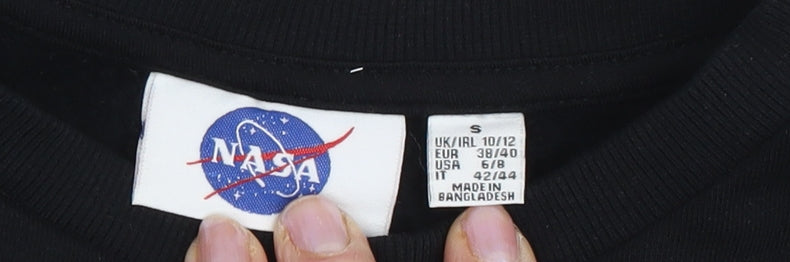 NASA
S
UK/IRL 10/12
EUR 38/40
USA 6/8
IT 42/44
MADE IN
BANGLADESH